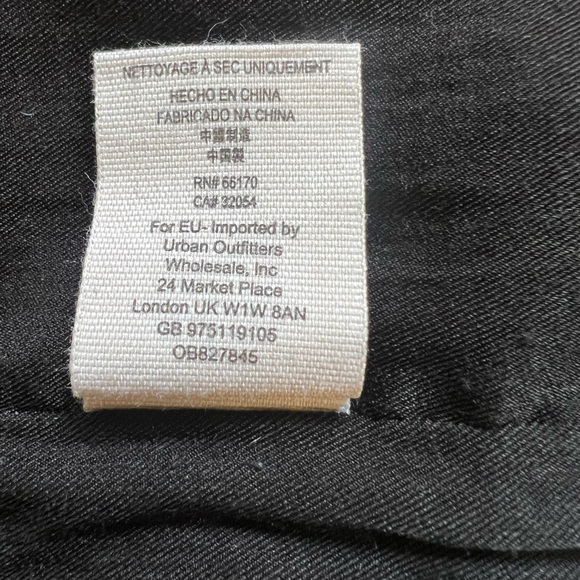 NETTOYAGE À SEC UNIQUEMENT
HECHO EN CHINA
FABRICADO NA CHINA
中國制造
中国製
RN# 66170
CA# 32054
For EU- Imported by
Urban Outfitters
Wholesale, Inc
24 Market Place
London UK W1W 8AN
GB 975119105
OB827845